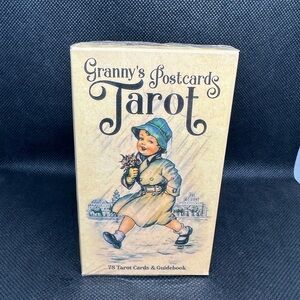 Granny's Postcards
Tarot
78 Tarot Cards & Guidebook